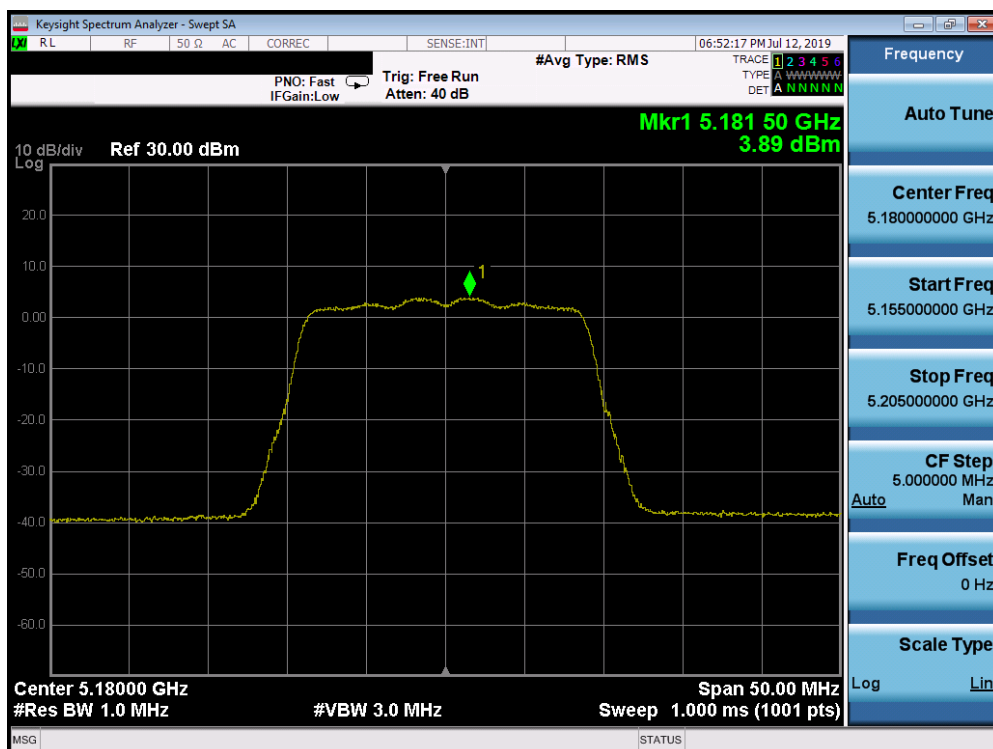 Keysight Spectrum Analyzer - Swept SA
LXI RL RF 50 Ω AC CORREC SENSE:INT 06:52:17 PM Jul 12, 2019
#Avg Type: RMS
TRACE 1 2 3 4 5 6
TYPE A WWWWW
DET A N N N N N
PNO: Fast
IFGain:Low
Trig: Free Run
Atten: 40 dB
Mkr1 5.181 50 GHz
3.89 dBm
10 dB/div
Log
Ref 30.00 dBm
20.0
10.0
0.00
-10.0
-20.0
-30.0
-40.0
-50.0
-60.0
1
Center 5.18000 GHz
Span 50.00 MHz
#Res BW 1.0 MHz
#VBW 3.0 MHz
Sweep 1.000 ms (1001 pts)
MSG
STATUS
Frequency
Auto Tune
Center Freq
5.180000000 GHz
Start Freq
5.155000000 GHz
Stop Freq
5.205000000 GHz
CF Step
5.000000 MHz
Auto Man
Freq Offset
0 Hz
Scale Type
Log Lin